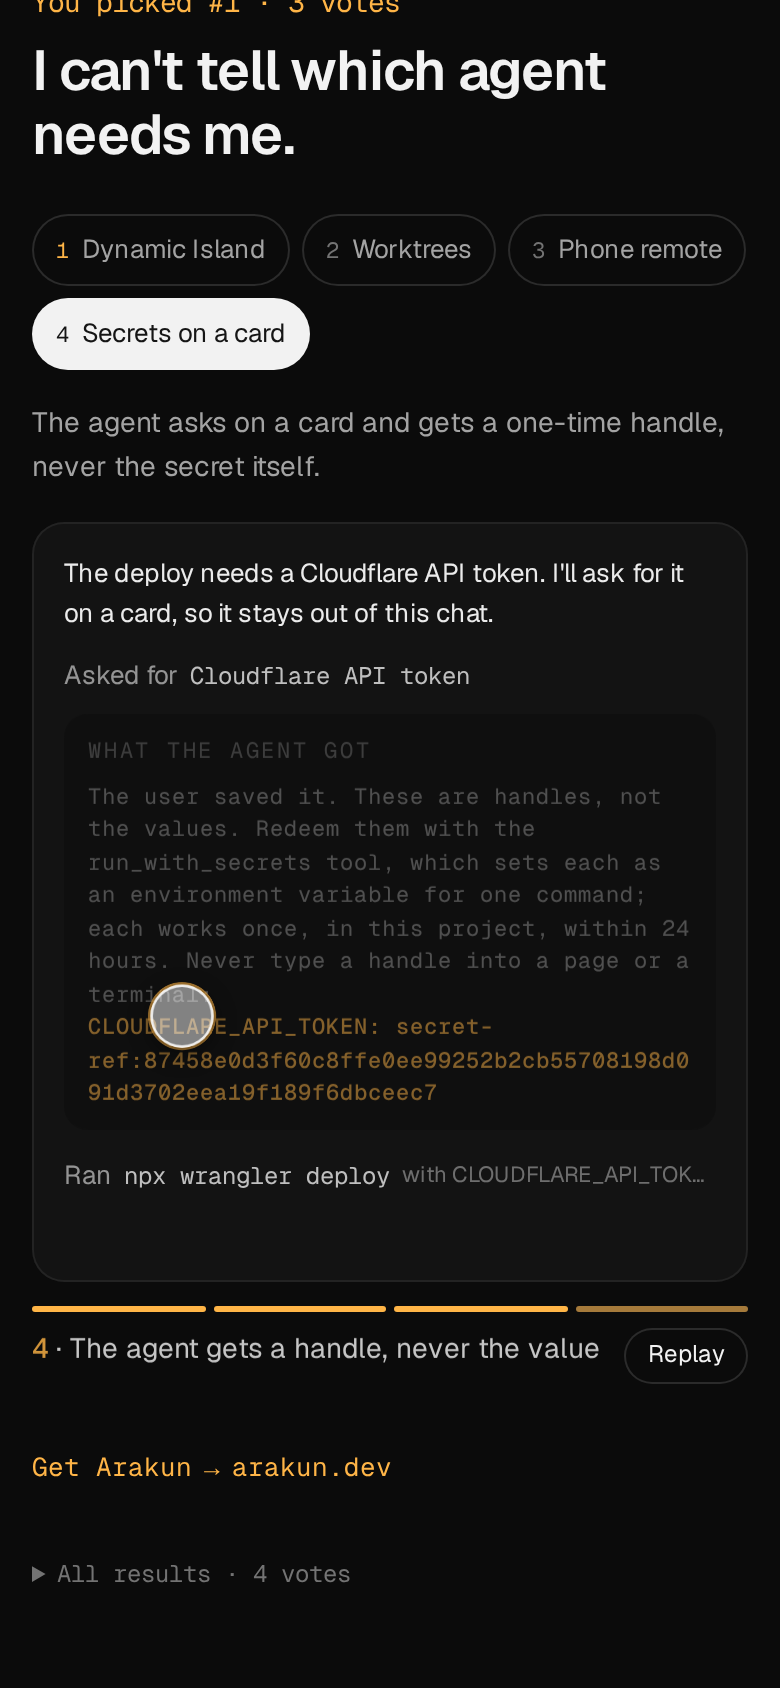 You picked #1 · 3 votes
I can't tell which agent
needs me.
1 Dynamic Island
2 Worktrees
3 Phone remote
4 Secrets on a card
The agent asks on a card and gets a one-time handle,
never the secret itself.
The deploy needs a Cloudflare API token. I'll ask for it
on a card, so it stays out of this chat.
Asked for Cloudflare API token
WHAT THE AGENT GOT
The user saved it. These are handles, not
the values. Redeem them with the
run_with_secrets tool, which sets each as
an environment variable for one command;
each works once, in this project, within 24
hours. Never type a handle into a page or a
terminal.
CLOUDFLARE_API_TOKEN: secret-
ref:87458e0d3f60c8ffe0ee99252b2cb55708198d0
91d3702eea19f189f6dbceec7
Ran npx wrangler deploy with CLOUDFLARE_API_TOK…
4 · The agent gets a handle, never the value
Replay
Get Arakun → arakun.dev
▶ All results · 4 votes